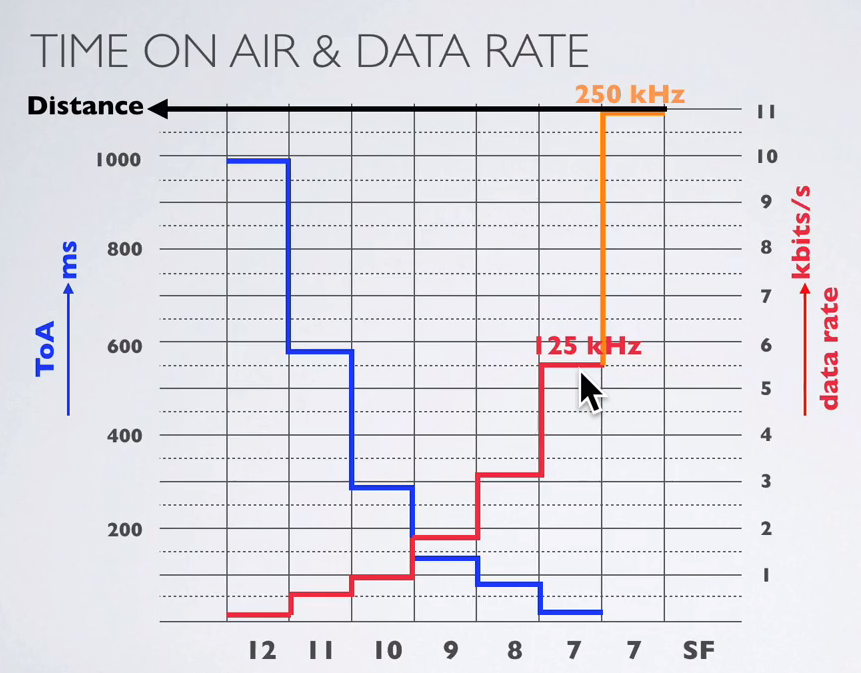 TIME ON AIR & DATA RATE
250 kHz
Distance
11
1000
10
9
800
8
7
600
6
125 kHz
5
400
4
3
200
2
1
ToA
ms
kbits/s
data rate
12 11 10 9 8 7 7 SF